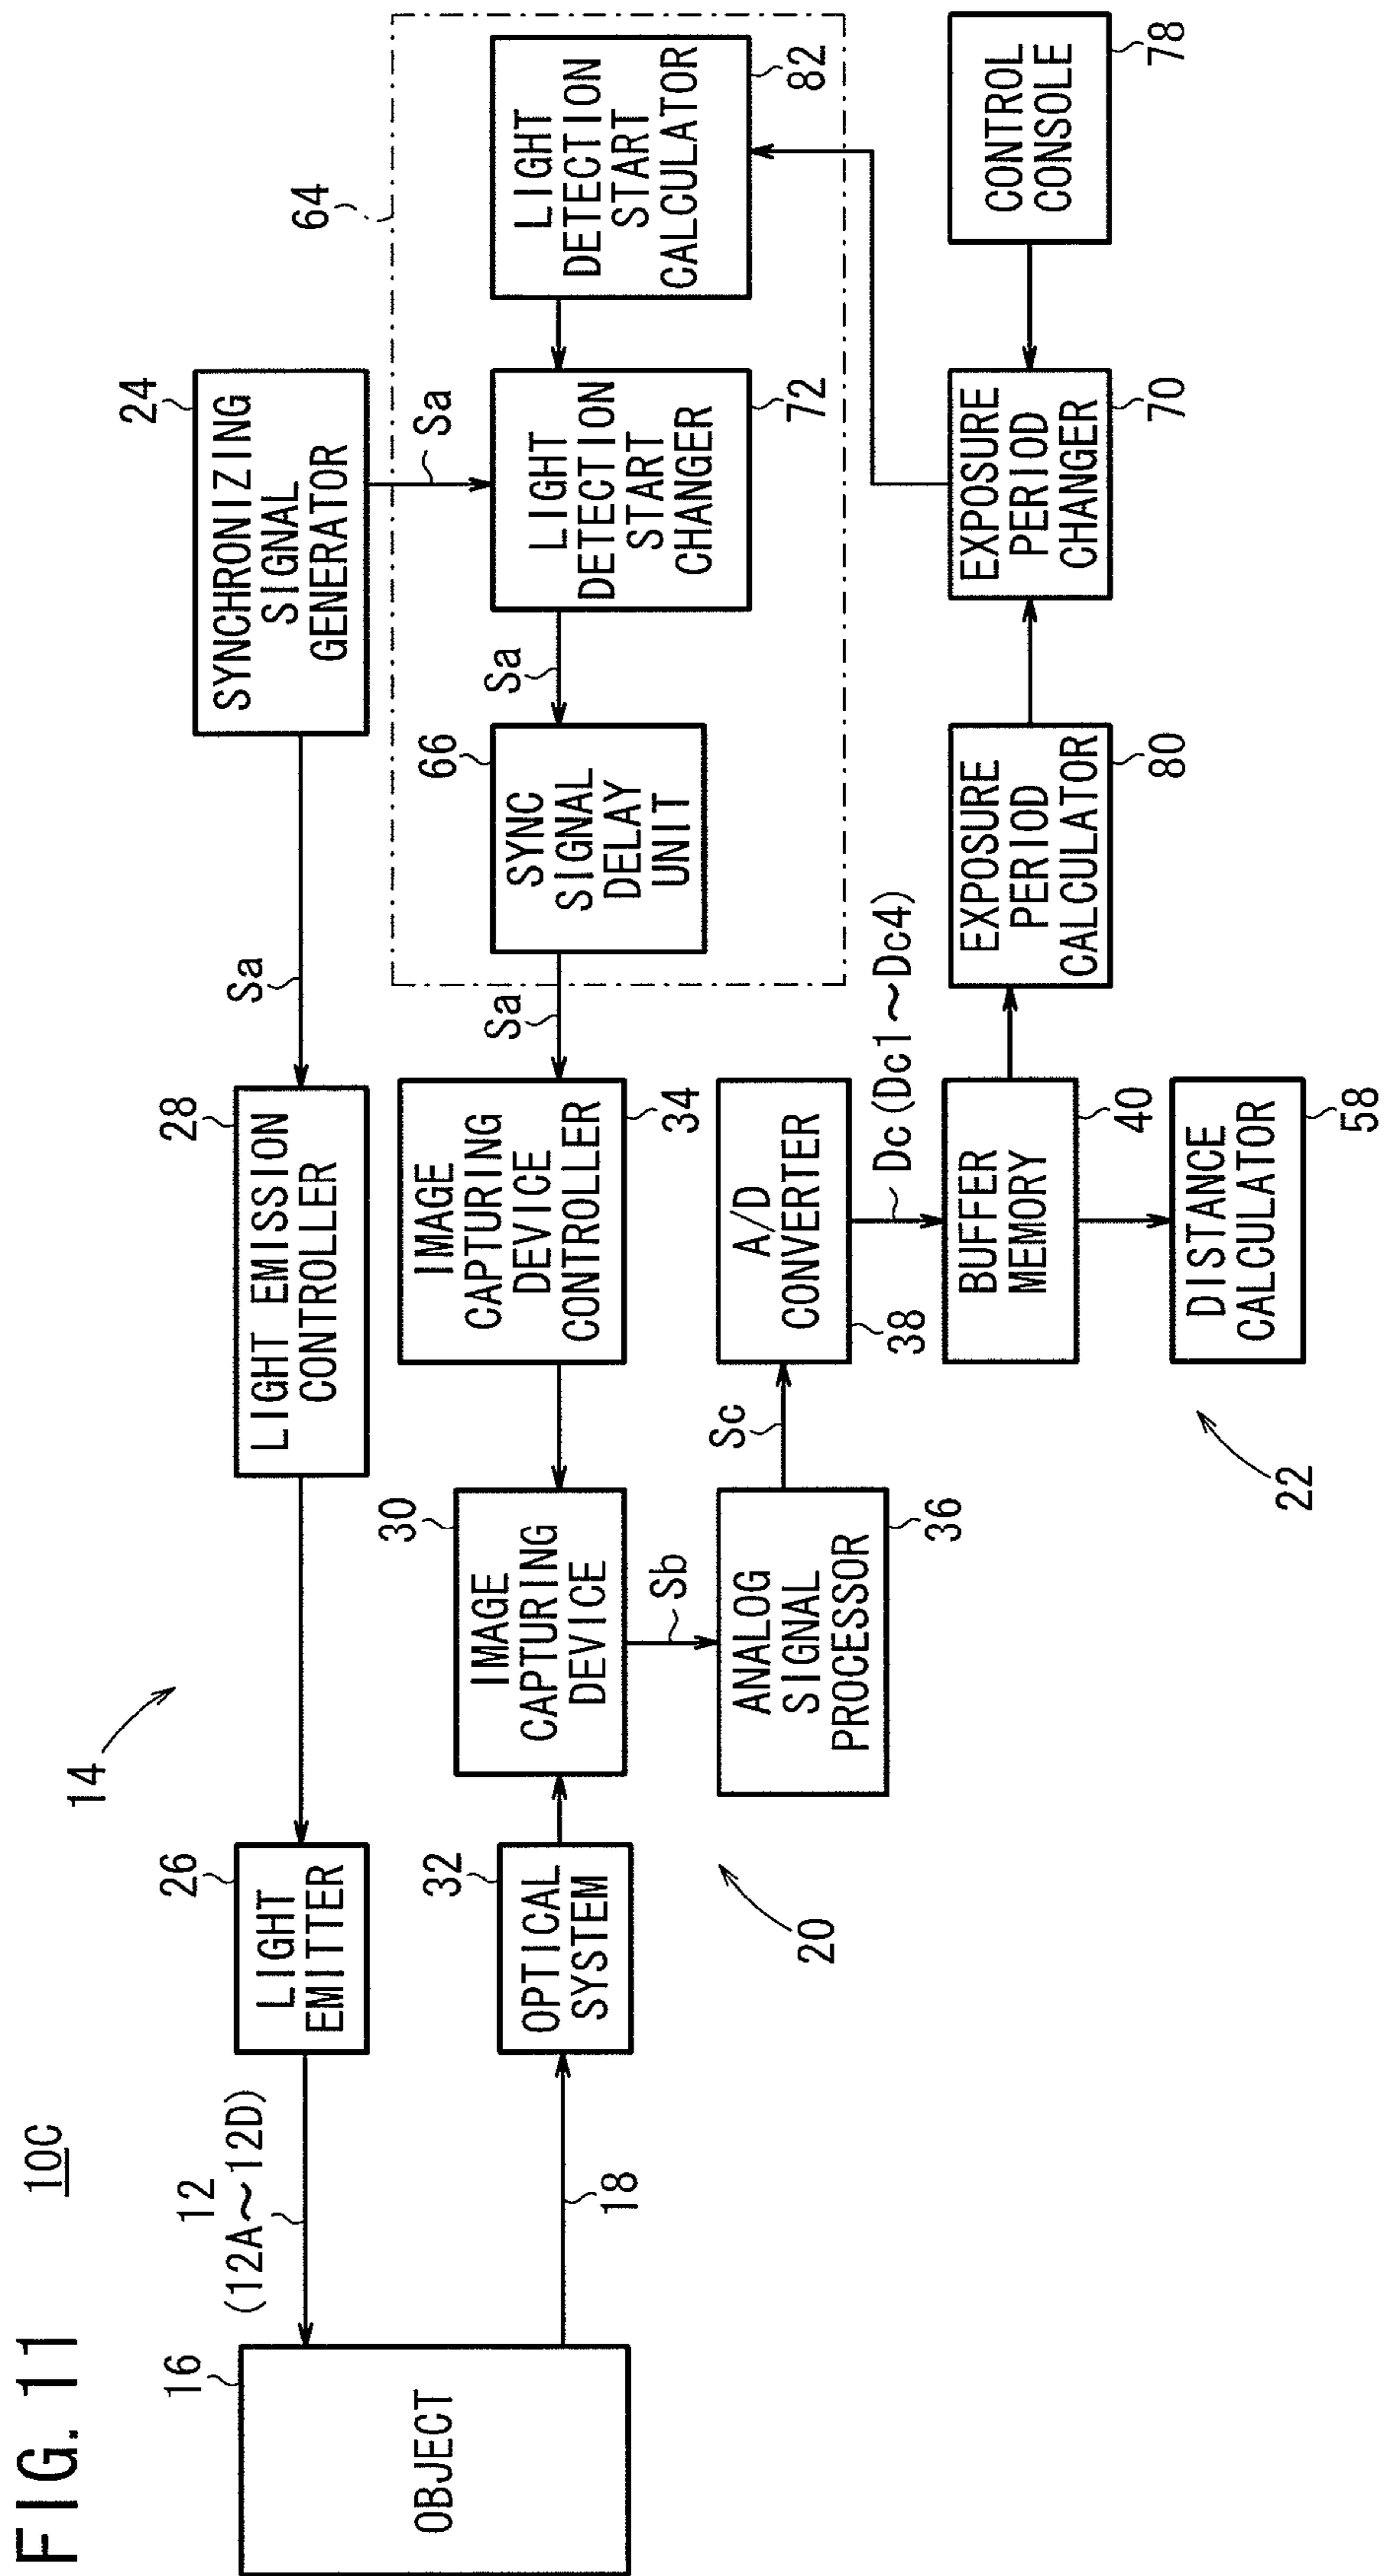 FIG. 11
10C
14
16
OBJECT
12
(12A～12D)
18
26
LIGHT
EMITTER
28
LIGHT EMISSION
CONTROLLER
Sa
24
SYNCHRONIZING
SIGNAL
GENERATOR
Sa
64
32
OPTICAL
SYSTEM
30
IMAGE
CAPTURING
DEVICE
34
IMAGE
CAPTURING
DEVICE
CONTROLLER
Sa
66
SYNC
SIGNAL
DELAY
UNIT
Sa
72
LIGHT
DETECTION
START
CHANGER
82
LIGHT
DETECTION
START
CALCULATOR
20
Sb
36
ANALOG
SIGNAL
PROCESSOR
Sc
38
A/D
CONVERTER
Dc(Dc1～Dc4)
40
BUFFER
MEMORY
80
EXPOSURE
PERIOD
CALCULATOR
70
EXPOSURE
PERIOD
CHANGER
78
CONTROL
CONSOLE
22
58
DISTANCE
CALCULATOR